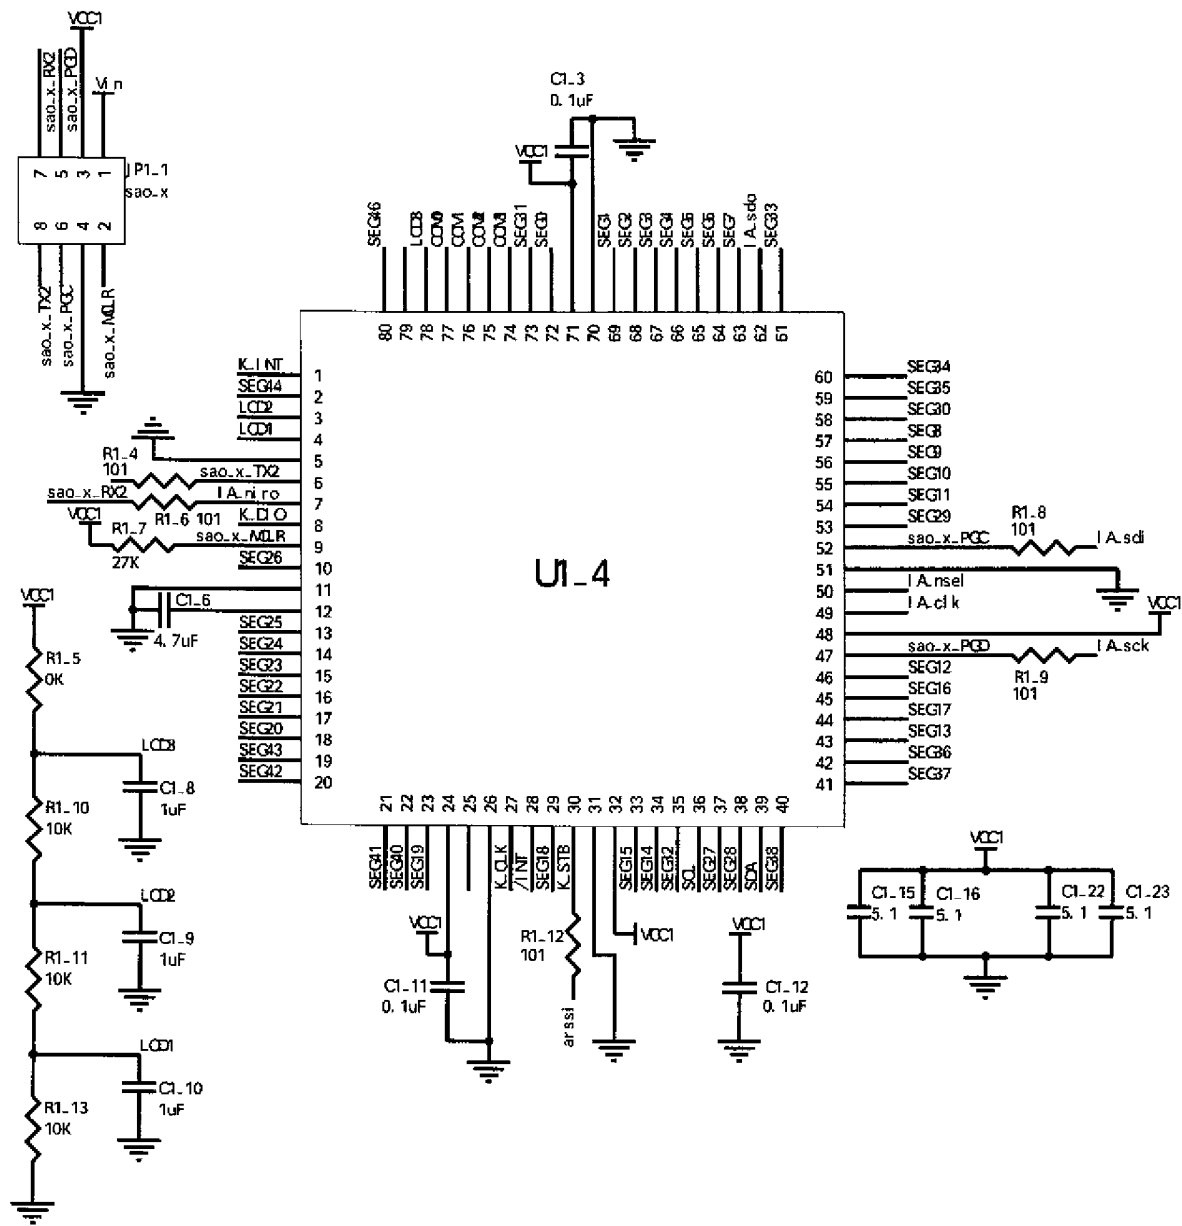 VCC1
sao_x_RX2
sao_x_PGD
Vin
7 5 3 1
JP1_1
sao_x
8 6 4 2
sao_x_TX2
sao_x_PGC
sao_x_MCLR
C1_3
0.1uF
VCC1
SEG46
LCD3
COM0
COM1
COM2
COM3
SEG31
SEG0
SEG1
SEG2
SEG3
SEG4
SEG5
SEG6
SEG7
IA.sdo
SEG33
80 79 78 77 76 75 74 73 72 71 70 69 68 67 66 65 64 63 62 61
K_INT 1
SEG44 2
LCD2 3
LCD1 4
5
R1_4
101
sao_x_TX2 6
sao_x_RX2
IA.niro 7
R1_6 101
K_DIO 8
VCC1
R1_7
27K
sao_x_MCLR 9
SEG26 10
11
C1_6
4.7uF
12
SEG25 13
SEG24 14
SEG23 15
SEG22 16
SEG21 17
SEG20 18
SEG43 19
SEG42 20
U1_4
60 SEG34
59 SEG35
58 SEG30
57 SEG8
56 SEG9
55 SEG10
54 SEG11
53 SEG29
52 sao_x_PGC
R1_8
101
IA.sdi
51
50 IA.nsel
49 IA.clk
48
VCC1
47 sao_x_PGD
IA.sck
R1_9
101
46 SEG12
45 SEG16
44 SEG17
43 SEG13
42 SEG36
41 SEG37
21 22 23 24 25 26 27 28 29 30 31 32 33 34 35 36 37 38 39 40
SEG41
SEG40
SEG19
K_CLK
/INT
SEG18
K_STB
SEG15
SEG14
SEG32
SCL
SEG27
SEG28
SDA
SEG38
VCC1
C1_11
0.1uF
R1_12
101
arssi
VCC1
VCC1
C1_12
0.1uF
VCC1
C1_15
5.1
C1_16
5.1
C1_22
5.1
C1_23
5.1
VCC1
R1_5
0K
LCD3
C1_8
1uF
R1_10
10K
LCD2
C1_9
1uF
R1_11
10K
LCD1
C1_10
1uF
R1_13
10K